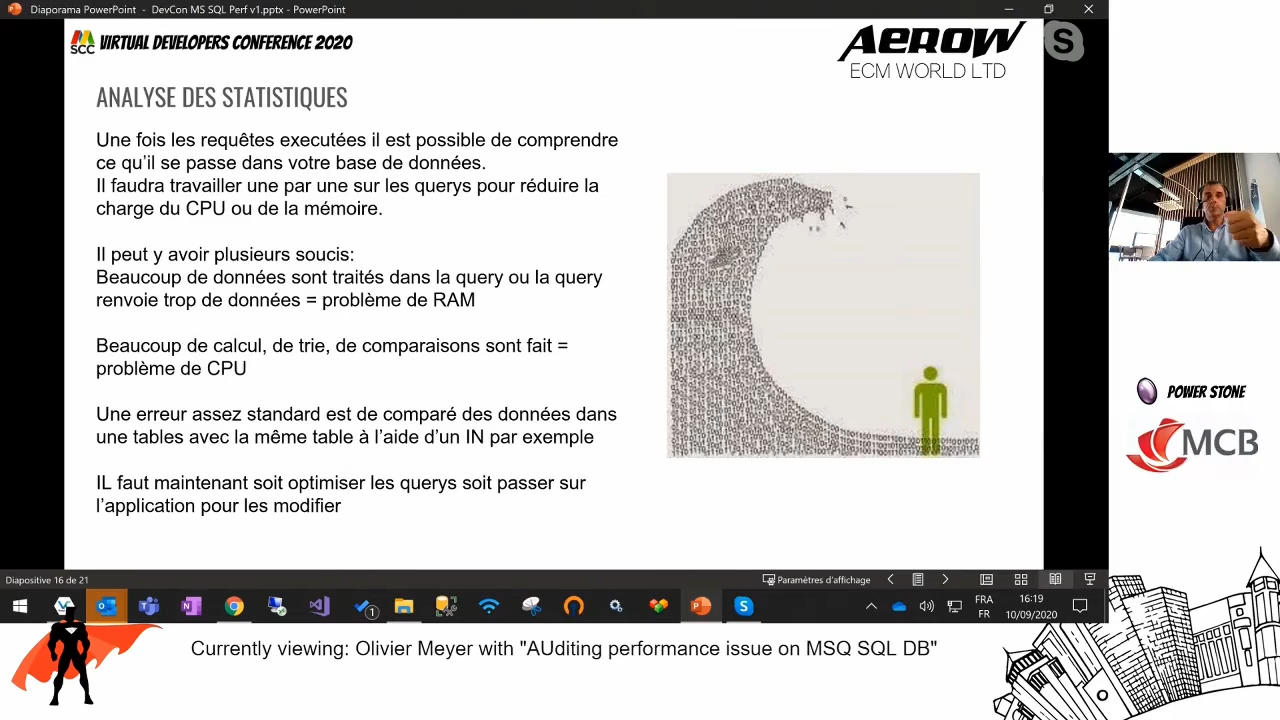 Diaporama PowerPoint - DevCon MS SQL Perf v1.pptx - PowerPoint
SCC VIRTUAL DEVELOPERS CONFERENCE 2020
AEROW
ECM WORLD LTD
S
ANALYSE DES STATISTIQUES
Une fois les requêtes executées il est possible de comprendre
ce qu'il se passe dans votre base de données.
Il faudra travailler une par une sur les querys pour réduire la
charge du CPU ou de la mémoire.
Il peut y avoir plusieurs soucis:
Beaucoup de données sont traités dans la query ou la query
renvoie trop de données = problème de RAM
Beaucoup de calcul, de trie, de comparaisons sont fait =
problème de CPU
Une erreur assez standard est de comparé des données dans
une tables avec la même table à l'aide d'un IN par exemple
IL faut maintenant soit optimiser les querys soit passer sur
l'application pour les modifier
POWER STONE
MCB
Diapositive 16 de 21
Paramètres d'affichage
1
FRA
FR
16:19
10/09/2020
Currently viewing: Olivier Meyer with "AUditing performance issue on MSQ SQL DB"